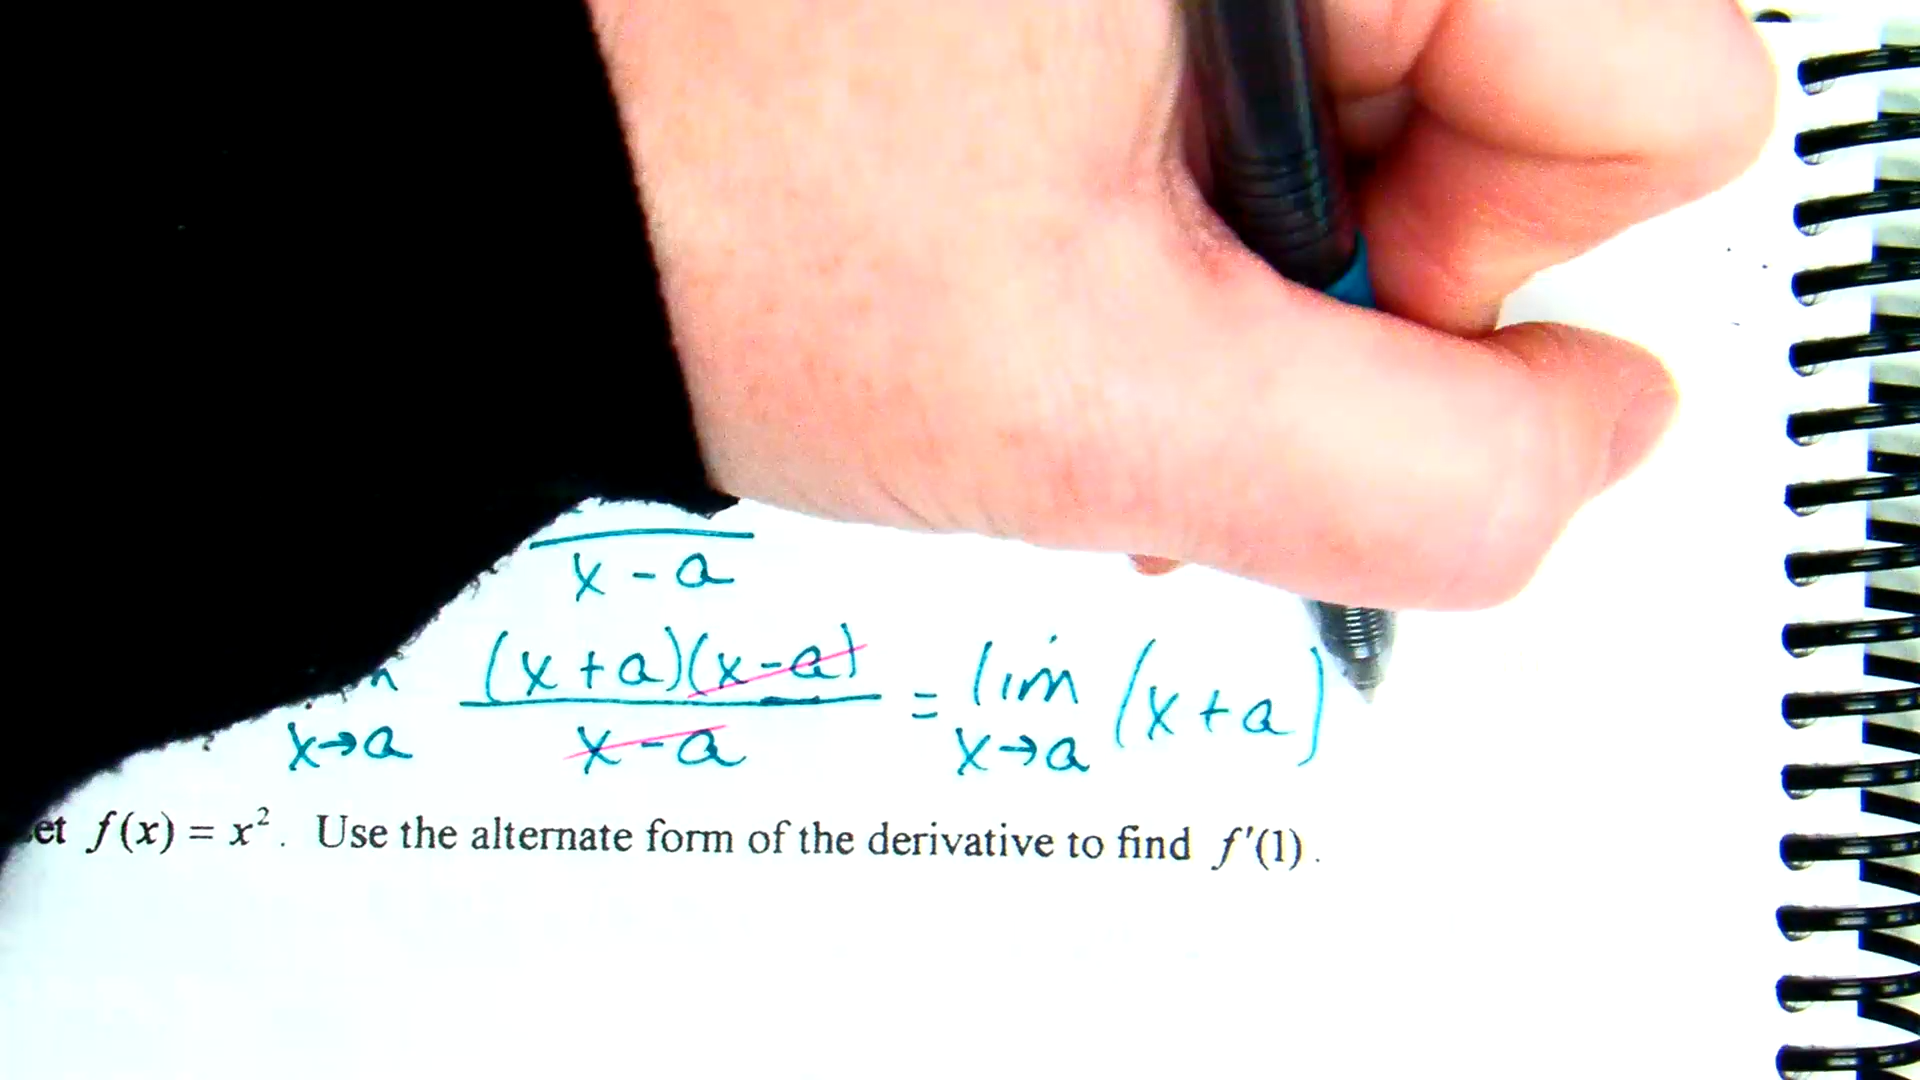 x - a
(x + a)(x - a)
x → a x - a = lim x → a (x + a)
et f(x) = x². Use the alternate form of the derivative to find f'(1).